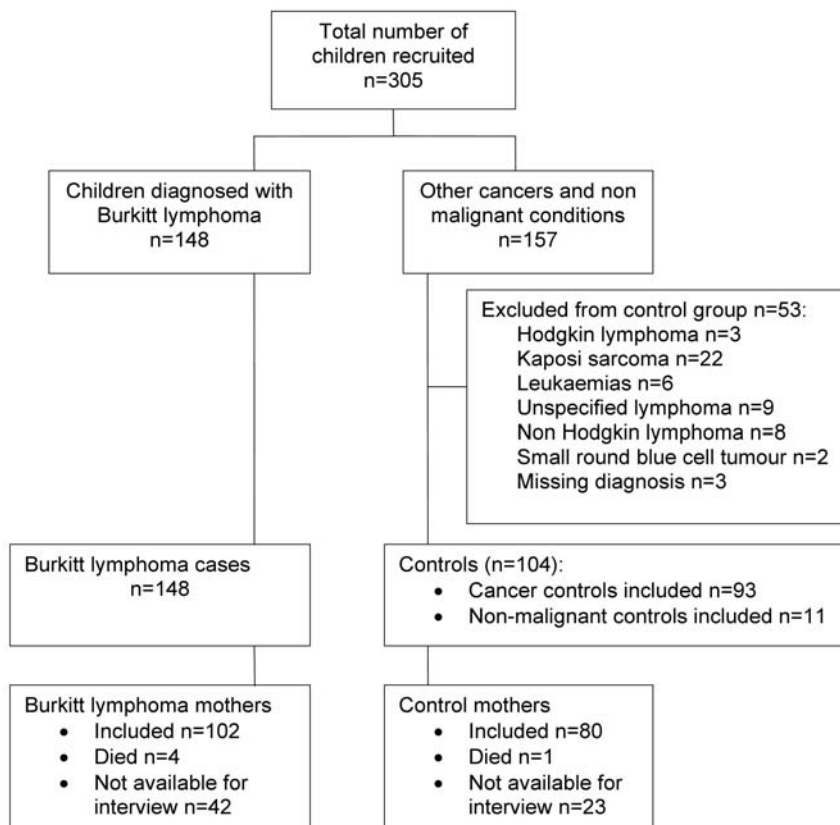 Total number of
children recruited
n=305
Children diagnosed with
Burkitt lymphoma
n=148
Other cancers and non
malignant conditions
n=157
Excluded from control group n=53:
Hodgkin lymphoma n=3
Kaposi sarcoma n=22
Leukaemias n=6
Unspecified lymphoma n=9
Non Hodgkin lymphoma n=8
Small round blue cell tumour n=2
Missing diagnosis n=3
Burkitt lymphoma cases
n=148
Controls (n=104):
• Cancer controls included n=93
• Non-malignant controls included n=11
Burkitt lymphoma mothers
• Included n=102
• Died n=4
• Not available for
interview n=42
Control mothers
• Included n=80
• Died n=1
• Not available for
interview n=23